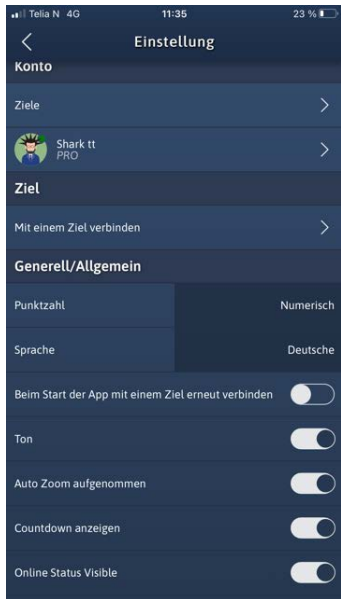 Telia N 4G 11:35 23 %
Einstellung
Konto
Ziele
Shark tt
PRO
Ziel
Mit einem Ziel verbinden
Generell/Allgemein
Punktzahl Numerisch
Sprache Deutsche
Beim Start der App mit einem Ziel erneut verbinden
Ton
Auto Zoom aufgenommen
Countdown anzeigen
Online Status Visible